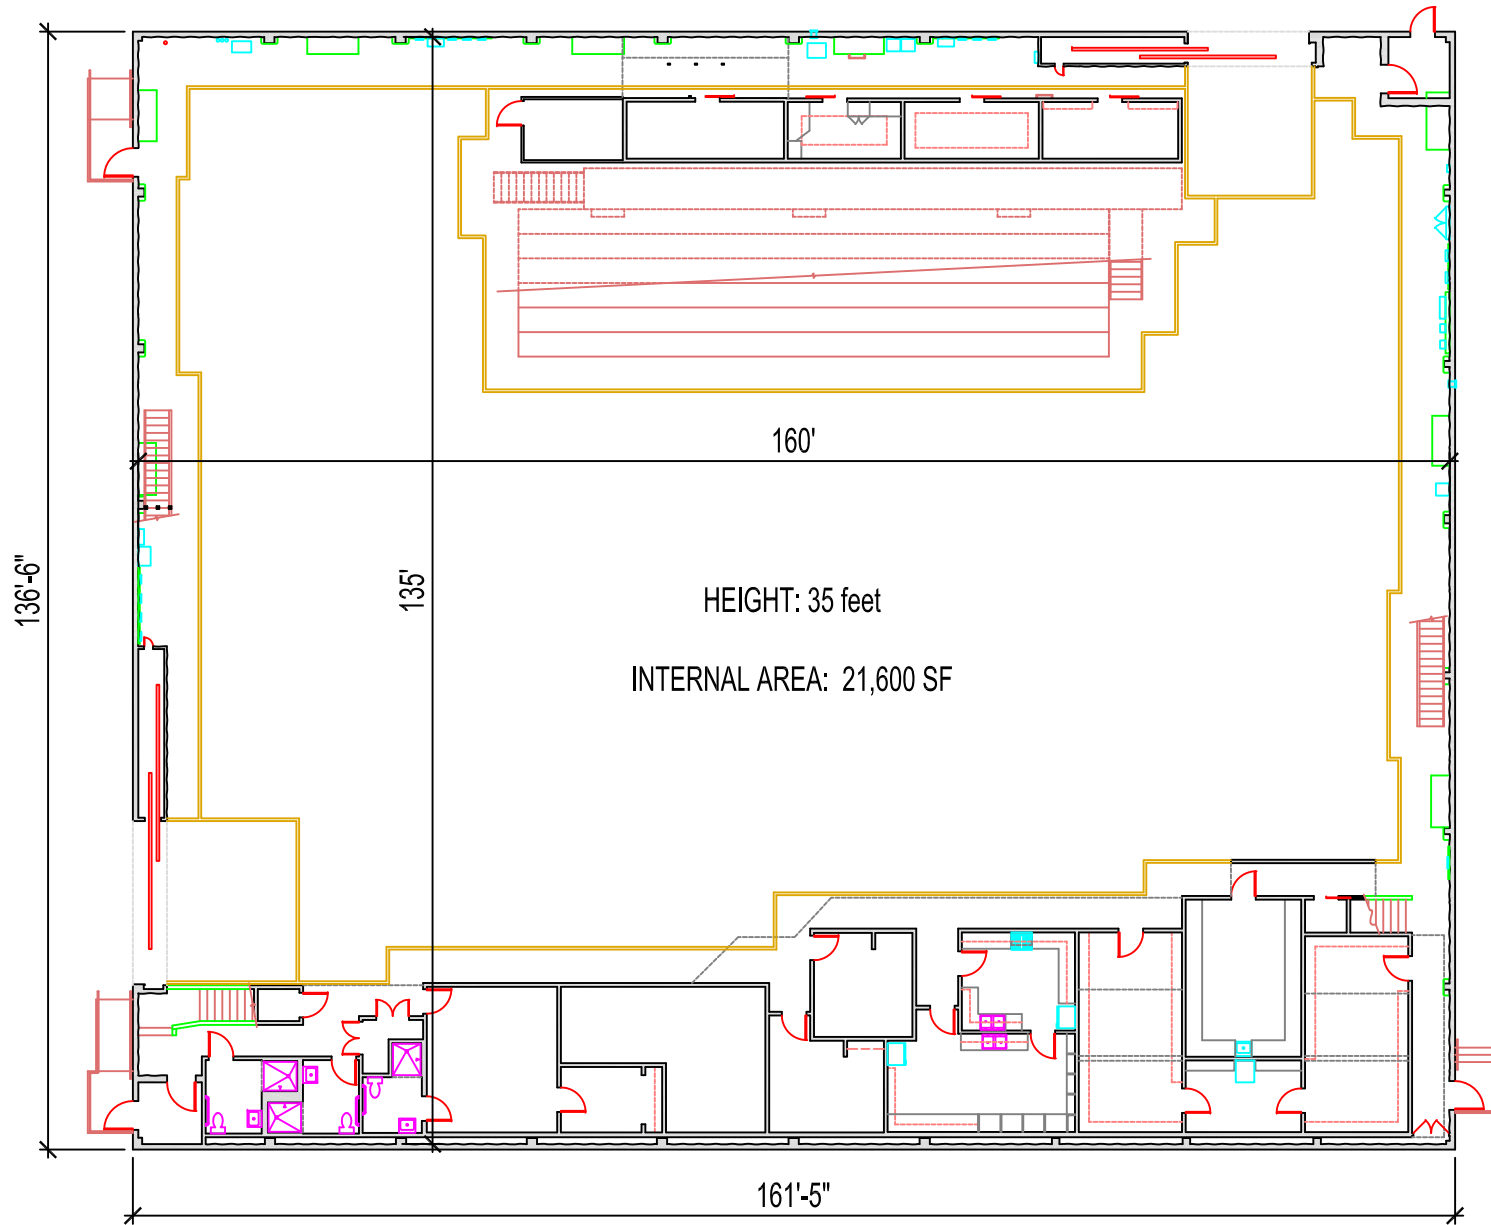 160'
136'-6"
135'
HEIGHT: 35 feet
INTERNAL AREA: 21,600 SF
161'-5"